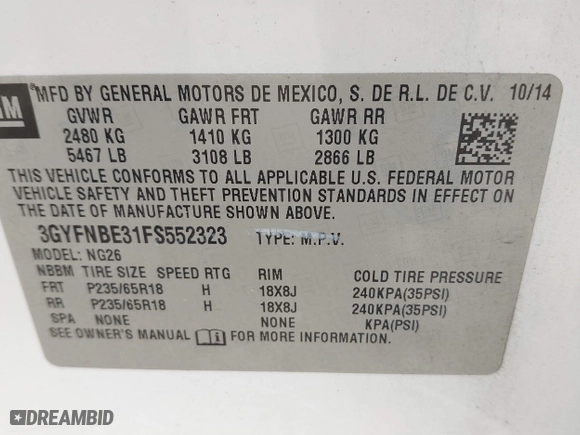 GM
MFD BY GENERAL MOTORS DE MEXICO, S. DE R.L. DE C.V. 10/14
GVWR GAWR FRT GAWR RR
2480 KG 1410 KG 1300 KG
5467 LB 3108 LB 2866 LB
THIS VEHICLE CONFORMS TO ALL APPLICABLE U.S. FEDERAL MOTOR
VEHICLE SAFETY AND THEFT PREVENTION STANDARDS IN EFFECT ON
THE DATE OF MANUFACTURE SHOWN ABOVE.
3GYFNBE31FS552323 TYPE: M.P.V.
MODEL: NG26
NBBM TIRE SIZE SPEED RTG RIM COLD TIRE PRESSURE
FRT P235/65R18 H 18X8J 240KPA(35PSI)
RR P235/65R18 H 18X8J 240KPA(35PSI)
SPA NONE NONE KPA(PSI)
SEE OWNER'S MANUAL FOR MORE INFORMATION.
DREAMBID